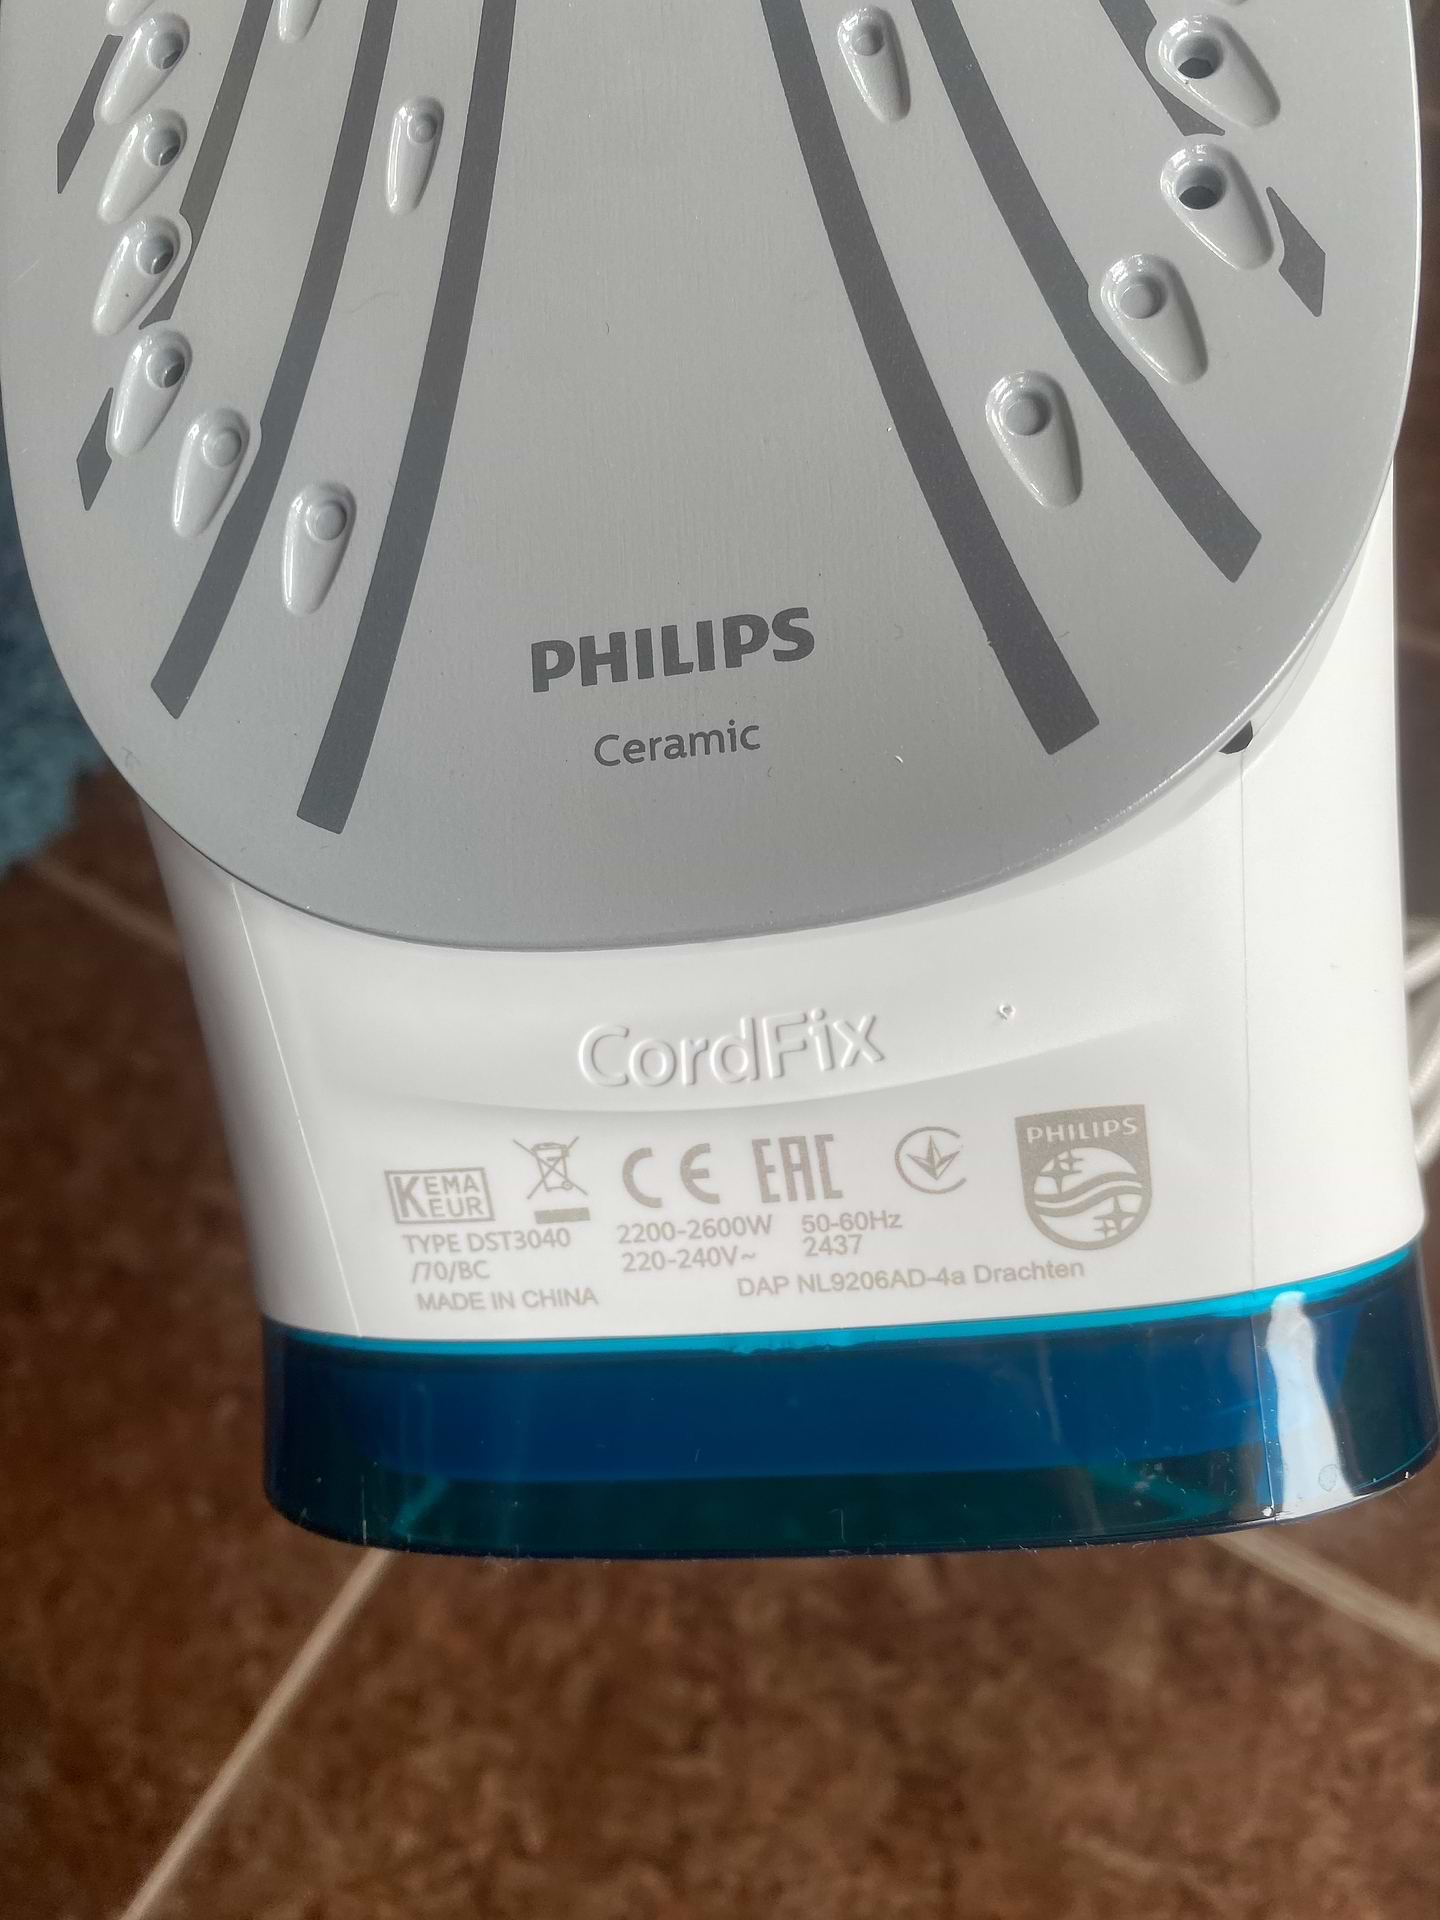 PHILIPS
Ceramic
CordFix
KEMA
EUR
CE
EAC
PHILIPS
TYPE DST3040
/70/BC
MADE IN CHINA
2200-2600W 50-60Hz
220-240V~ 2437
DAP NL9206AD-4a Drachten